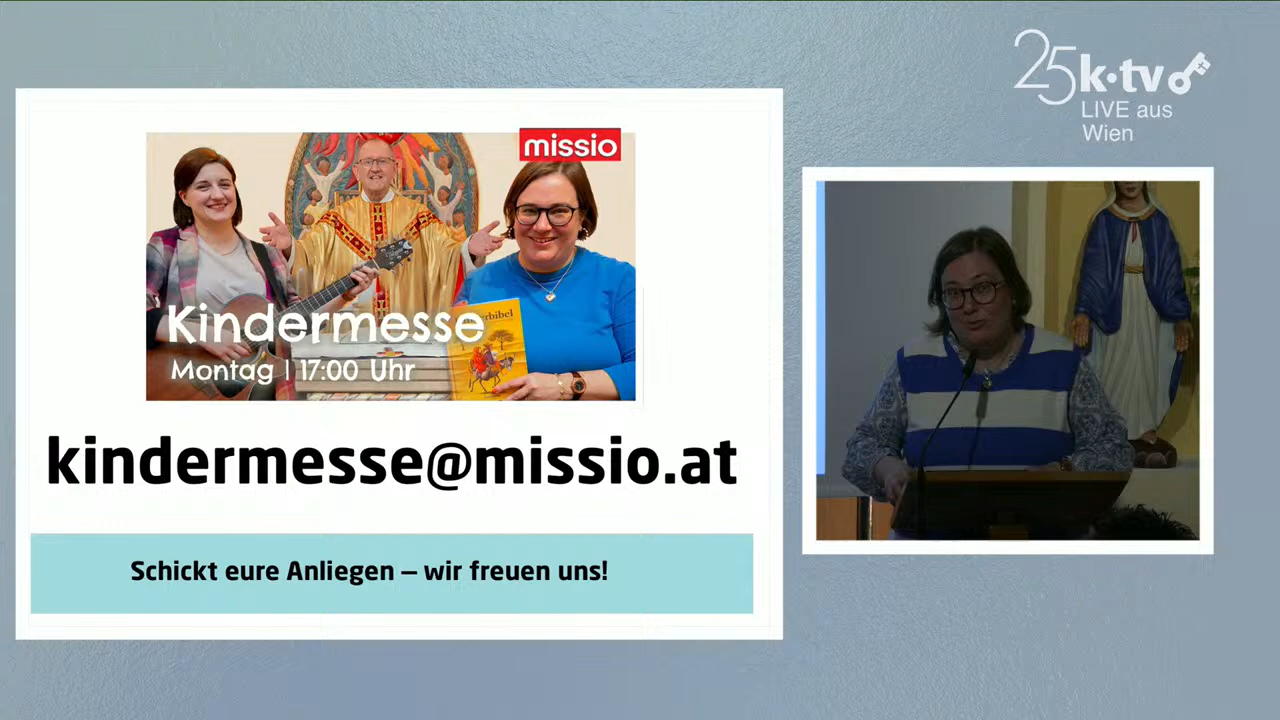 25 k·tv
LIVE aus
Wien
missio
Kindermesse
Montag | 17:00 Uhr
kindermesse@missio.at
Schickt eure Anliegen – wir freuen uns!